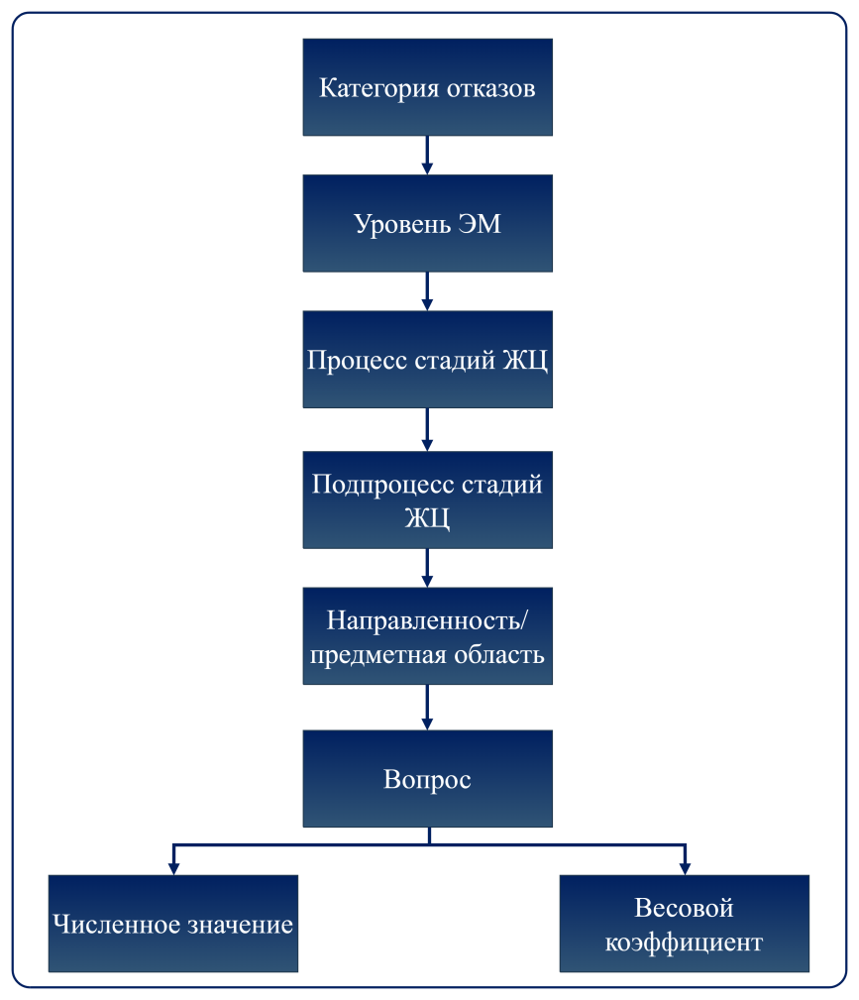 Категория отказов
Уровень ЭМ
Процесс стадий ЖЦ
Подпроцесс стадий
ЖЦ
Направленность/
предметная область
Вопрос
Численное значение
Весовой
коэффициент